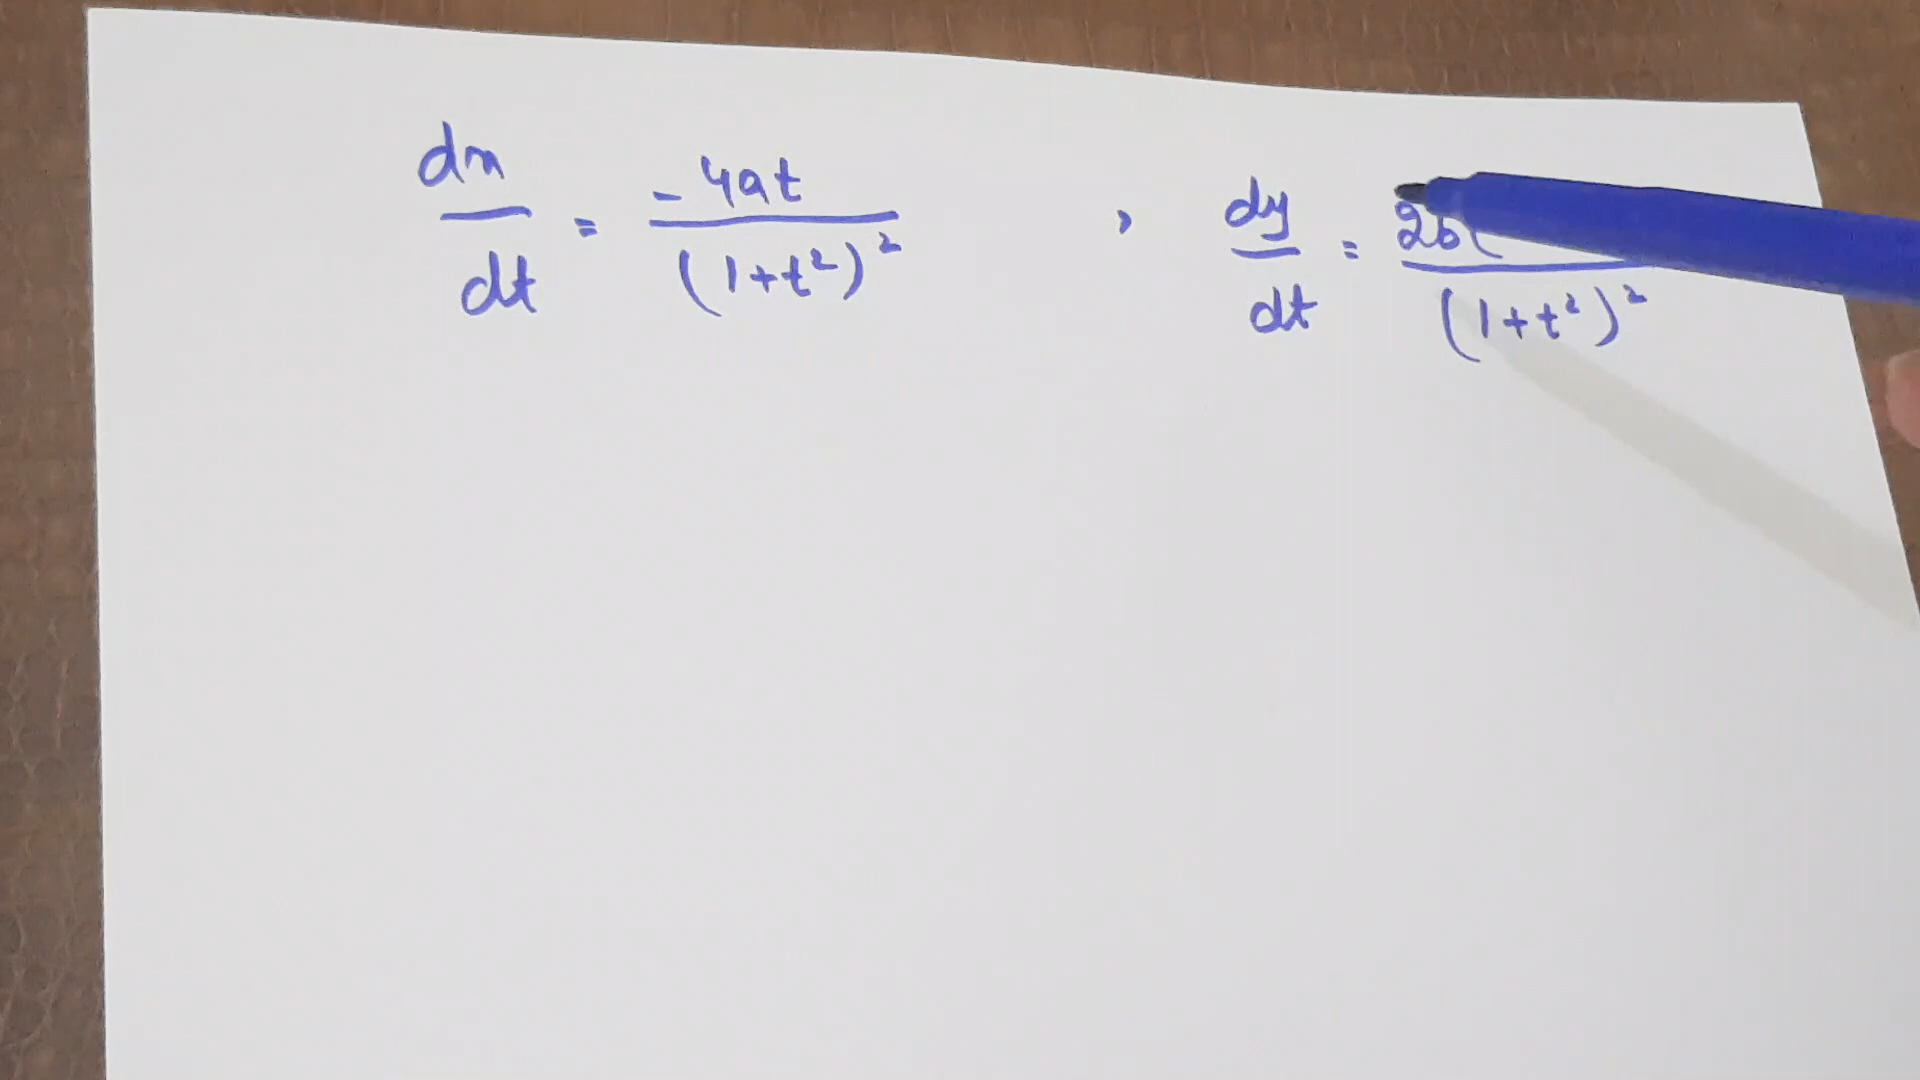 dx/dt = -4at/(1+t²)² , dy/dt = 2b(/(1+t²)²